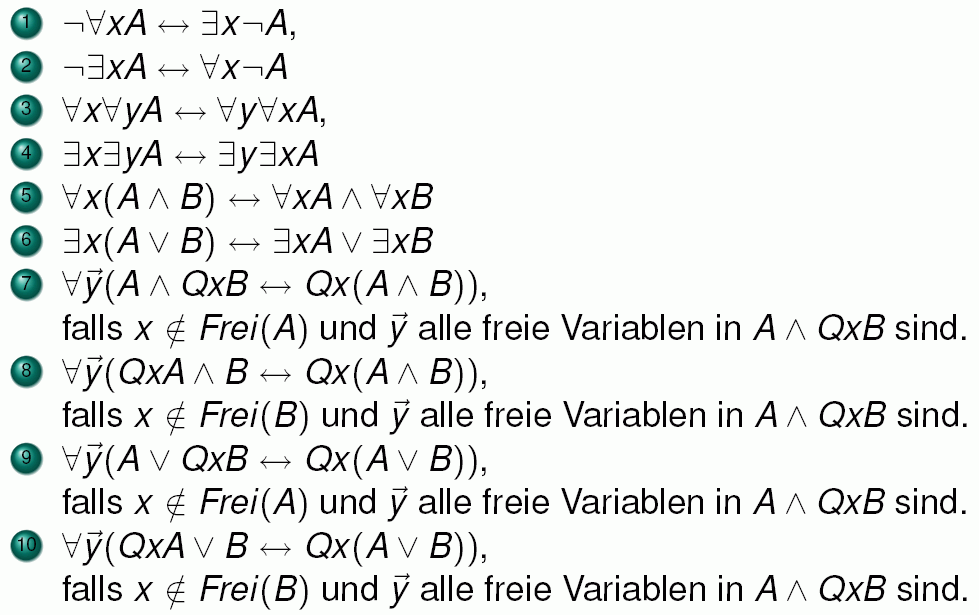 1 ¬∀xA ↔ ∃x¬A,
2 ¬∃xA ↔ ∀x¬A
3 ∀x∀yA ↔ ∀y∀xA,
4 ∃x∃yA ↔ ∃y∃xA
5 ∀x(A ∧ B) ↔ ∀xA ∧ ∀xB
6 ∃x(A ∨ B) ↔ ∃xA ∨ ∃xB
7 ∀y⃗(A ∧ QxB ↔ Qx(A ∧ B)),
falls x ∉ Frei(A) und y⃗ alle freie Variablen in A ∧ QxB sind.
8 ∀y⃗(QxA ∧ B ↔ Qx(A ∧ B)),
falls x ∉ Frei(B) und y⃗ alle freie Variablen in A ∧ QxB sind.
9 ∀y⃗(A ∨ QxB ↔ Qx(A ∨ B)),
falls x ∉ Frei(A) und y⃗ alle freie Variablen in A ∧ QxB sind.
10 ∀y⃗(QxA ∨ B ↔ Qx(A ∨ B)),
falls x ∉ Frei(B) und y⃗ alle freie Variablen in A ∧ QxB sind.